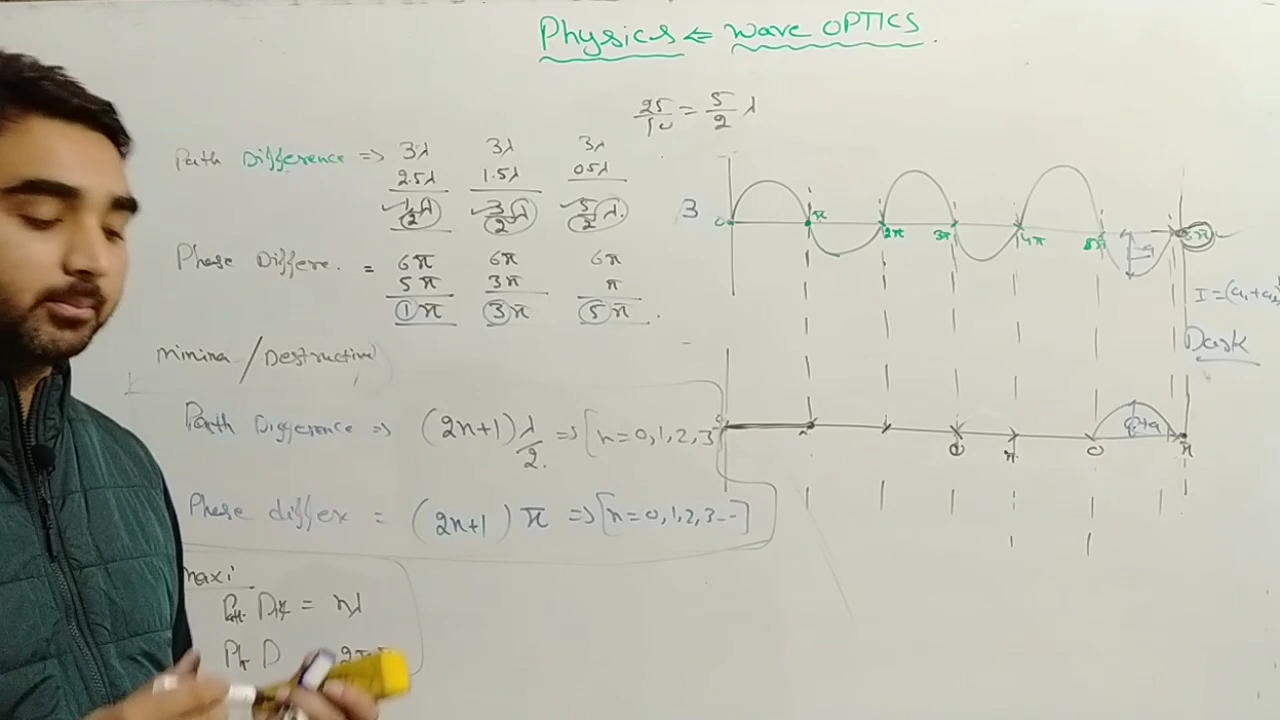 Physics ⇐ Wave OPTICS.
25/10 = 5/2 λ
Path Difference => 3λ 3λ 3λ
2.5λ 1.5λ 05λ
1/2 λ 3/2 λ 5/2 λ.
Phase Differe. = 6π 6π 6π
5π 3π π
1π 3π 5π.
3 0 π 2π 3π 4π 5π
I = (a1+a2
Dark
Minima / Destructive
Path Difference => (2n+1) λ/2. => [n=0,1,2,3
Phase differ = (2n+1) π => [n=0,1,2,3--]
0 π 0 π
maxi
Path Dif = nλ
Ph D